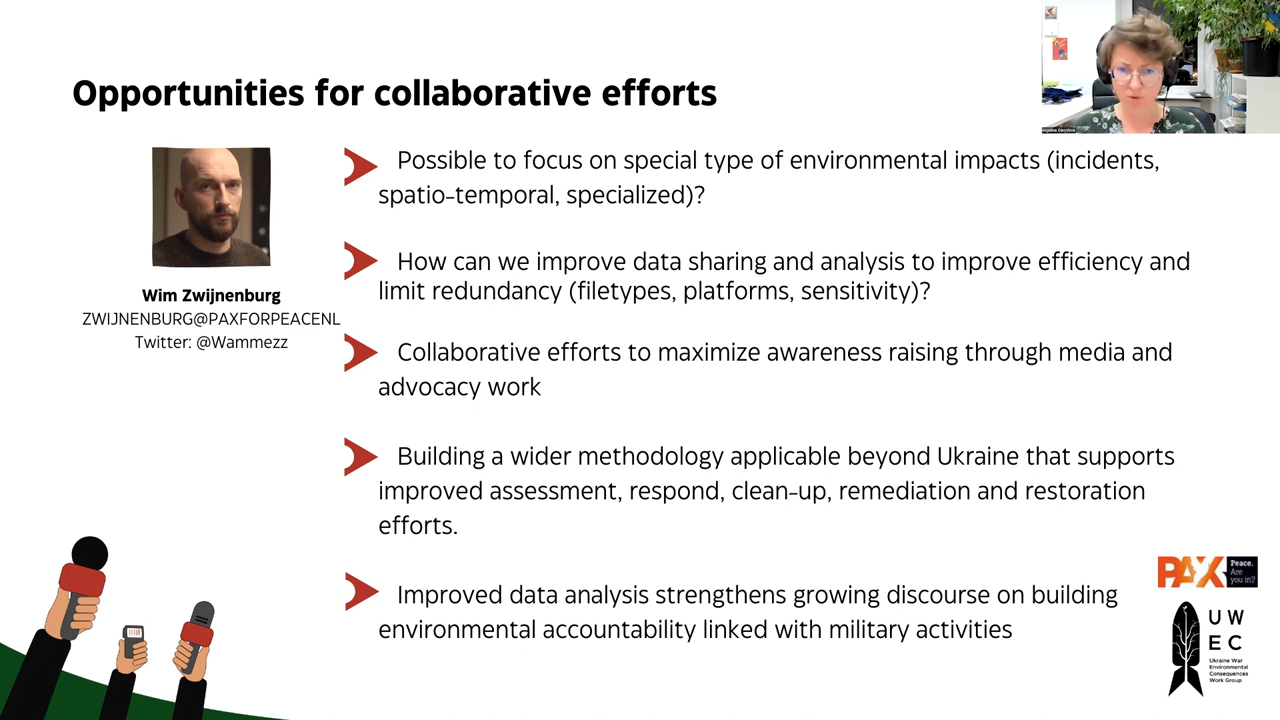 Opportunities for collaborative efforts
Wim Zwijnenburg
ZWIJNENBURG@PAXFORPEACENL
Twitter: @Wammezz
Possible to focus on special type of environmental impacts (incidents,
spatio-temporal, specialized)?
How can we improve data sharing and analysis to improve efficiency and
limit redundancy (filetypes, platforms, sensitivity)?
Collaborative efforts to maximize awareness raising through media and
advocacy work
Building a wider methodology applicable beyond Ukraine that supports
improved assessment, respond, clean-up, remediation and restoration
efforts.
Improved data analysis strengthens growing discourse on building
environmental accountability linked with military activities
PAX
Peace.
Are
you in?
UW
EC
Ukraine War
Environmental
Consequences
Work Group